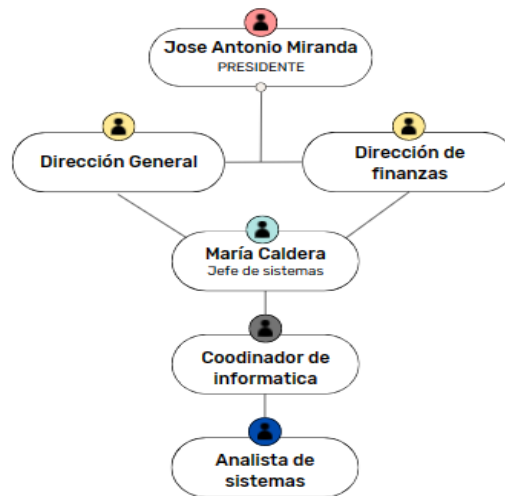 Jose Antonio Miranda
PRESIDENTE
Dirección General
Dirección de
finanzas
María Caldera
Jefe de sistemas
Coodinador de
informatica
Analista de
sistemas